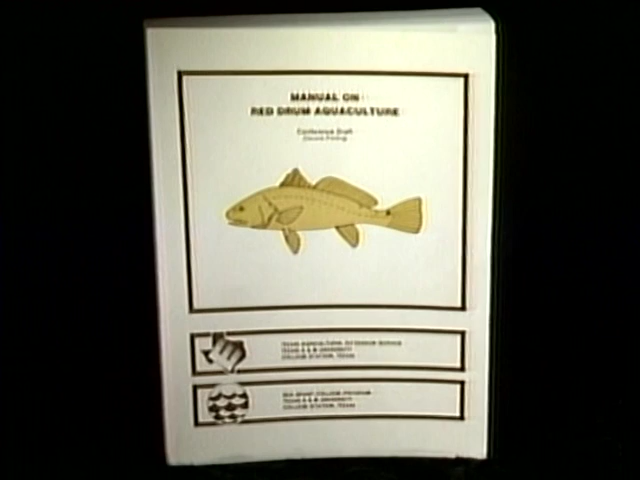 MANUAL ON
RED DRUM AQUACULTURE
Conference Draft
(Second Printing)
TEXAS AGRICULTURAL EXTENSION SERVICE
TEXAS A & M UNIVERSITY
COLLEGE STATION, TEXAS
SEA GRANT COLLEGE PROGRAM
TEXAS A & M UNIVERSITY
COLLEGE STATION, TEXAS